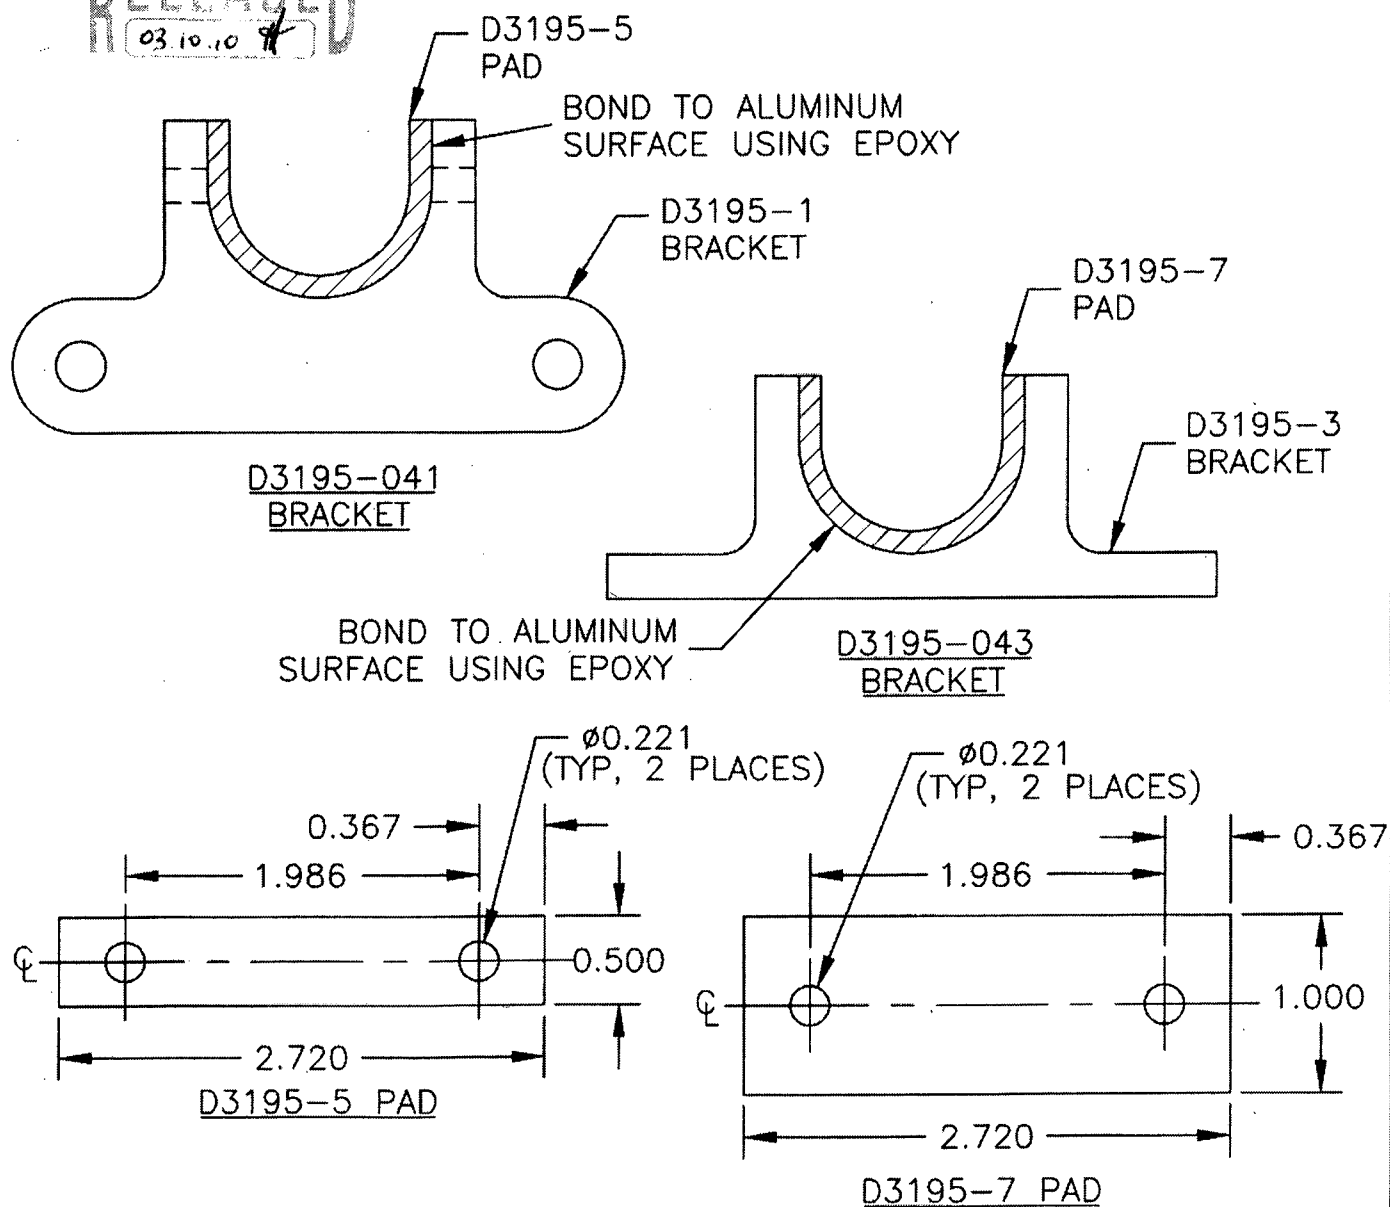 RELEASED
03.10.10
D3195-5
PAD
BOND TO ALUMINUM
SURFACE USING EPOXY
D3195-1
BRACKET
D3195-7
PAD
D3195-3
BRACKET
D3195-041
BRACKET
BOND TO ALUMINUM
SURFACE USING EPOXY
D3195-043
BRACKET
ø0.221
(TYP, 2 PLACES)
0.367
1.986
℄
0.500
2.720
D3195-5 PAD
ø0.221
(TYP, 2 PLACES)
0.367
1.986
℄
1.000
2.720
D3195-7 PAD